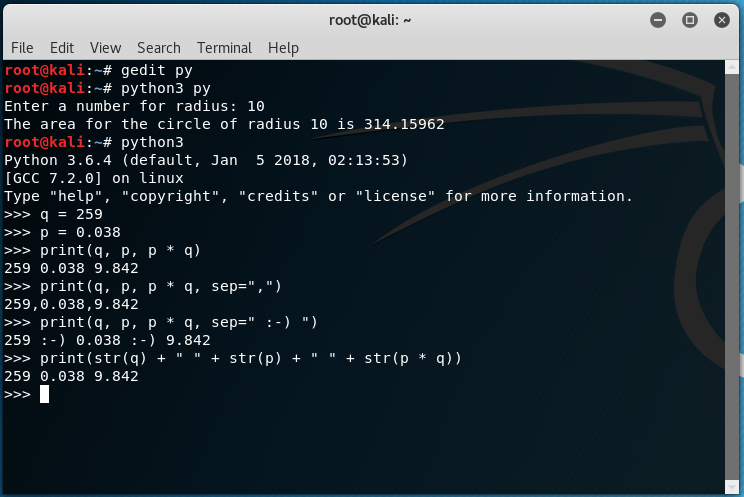 root@kali: ~
File Edit View Search Terminal Help
root@kali:~# gedit py
root@kali:~# python3 py
Enter a number for radius: 10
The area for the circle of radius 10 is 314.15962
root@kali:~# python3
Python 3.6.4 (default, Jan  5 2018, 02:13:53)
[GCC 7.2.0] on linux
Type "help", "copyright", "credits" or "license" for more information.
>>> q = 259
>>> p = 0.038
>>> print(q, p, p * q)
259 0.038 9.842
>>> print(q, p, p * q, sep=",")
259,0.038,9.842
>>> print(q, p, p * q, sep=" :-) ")
259 :-) 0.038 :-) 9.842
>>> print(str(q) + " " + str(p) + " " + str(p * q))
259 0.038 9.842
>>>